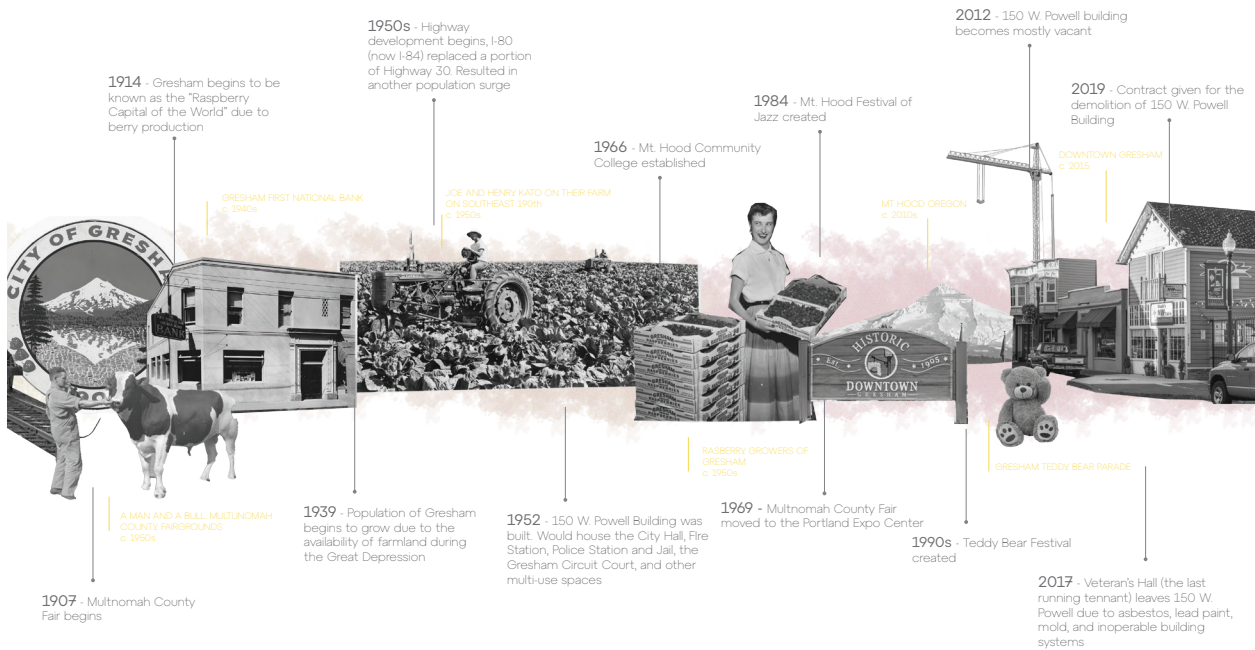 1950s - Highway
development begins, I-80
(now I-84) replaced a portion
of Highway 30. Resulted in
another population surge
2012 - 150 W. Powell building
becomes mostly vacant
1914 - Gresham begins to be
known as the "Raspberry
Capital of the World" due to
berry production
1984 - Mt. Hood Festival of
Jazz created
2019 - Contract given for the
demolition of 150 W. Powell
Building
1966 - Mt. Hood Community
College established
GRESHAM FIRST NATIONAL BANK
c. 1940s
JOE AND HENRY KATO ON THEIR FARM
ON SOUTHEAST 190th
c. 1950s
MT HOOD OREGON
c. 2010s
DOWNTOWN GRESHAM
c. 2015
CITY OF GRESHA
BANK
HISTORIC
Est. 1905
DOWNTOWN
GRESHAM
RASBERRY GROWERS OF
GRESHAM
c. 1950s
GRESHAM TEDDY BEAR PARADE
A MAN AND A BULL: MULTUNOMAH
COUNTY FAIRGROUNDS
c. 1950s
1939 - Population of Gresham
begins to grow due to the
availability of farmland during
the Great Depression
1952 - 150 W. Powell Building was
built. Would house the City Hall, FIre
Station, Police Station and Jail, the
Gresham Circuit Court, and other
multi-use spaces
1969 - Multnomah County Fair
moved to the Portland Expo Center
1990s - Teddy Bear Festival
created
1907 - Multnomah County
Fair begins
2017 - Veteran's Hall (the last
running tennant) leaves 150 W.
Powell due to asbestos, lead paint,
mold, and inoperable building
systems